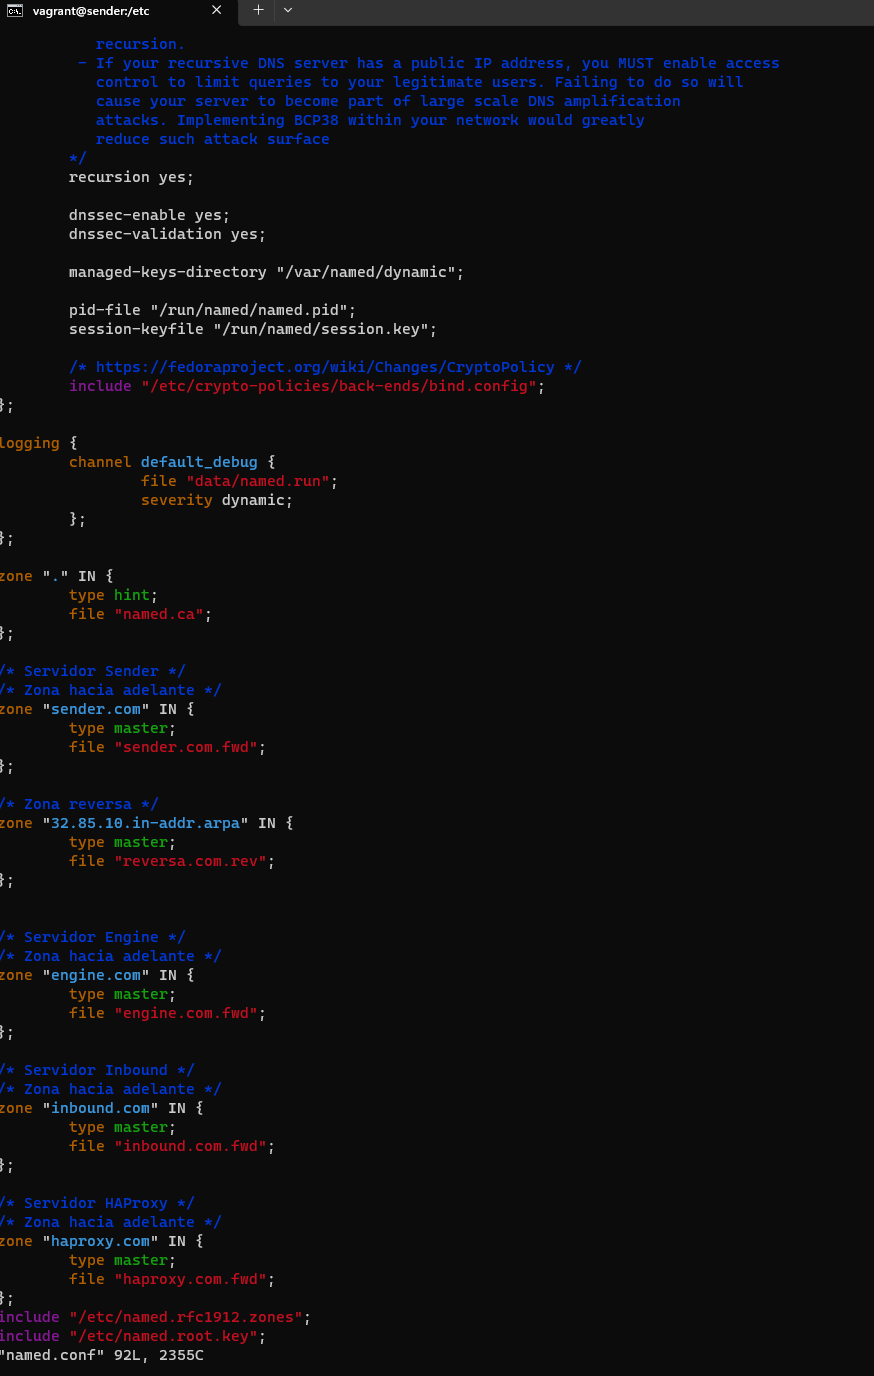 vagrant@sender:/etc
recursion.
- If your recursive DNS server has a public IP address, you MUST enable access
control to limit queries to your legitimate users. Failing to do so will
cause your server to become part of large scale DNS amplification
attacks. Implementing BCP38 within your network would greatly
reduce such attack surface
*/
recursion yes;
dnssec-enable yes;
dnssec-validation yes;
managed-keys-directory "/var/named/dynamic";
pid-file "/run/named/named.pid";
session-keyfile "/run/named/session.key";
/* https://fedoraproject.org/wiki/Changes/CryptoPolicy */
include "/etc/crypto-policies/back-ends/bind.config";
};
logging {
channel default_debug {
file "data/named.run";
severity dynamic;
};
};
zone "." IN {
type hint;
file "named.ca";
};
/* Servidor Sender */
/* Zona hacia adelante */
zone "sender.com" IN {
type master;
file "sender.com.fwd";
};
/* Zona reversa */
zone "32.85.10.in-addr.arpa" IN {
type master;
file "reversa.com.rev";
};
/* Servidor Engine */
/* Zona hacia adelante */
zone "engine.com" IN {
type master;
file "engine.com.fwd";
};
/* Servidor Inbound */
/* Zona hacia adelante */
zone "inbound.com" IN {
type master;
file "inbound.com.fwd";
};
/* Servidor HAProxy */
/* Zona hacia adelante */
zone "haproxy.com" IN {
type master;
file "haproxy.com.fwd";
};
include "/etc/named.rfc1912.zones";
include "/etc/named.root.key";
"named.conf" 92L, 2355C